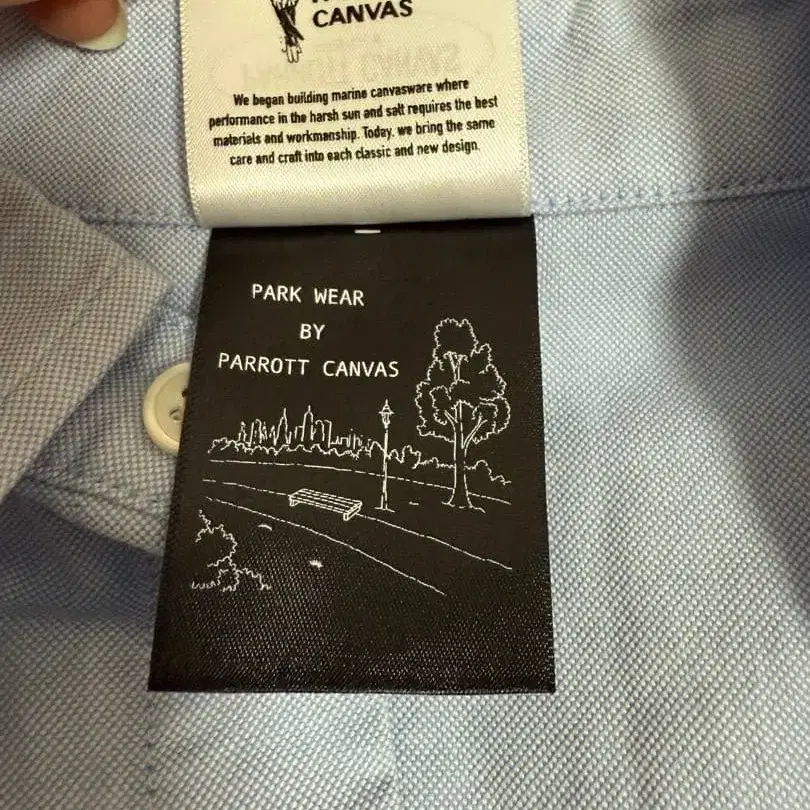 CANVAS
We began building marine canvasware where
performance in the harsh sun and salt requires the best
materials and workmanship. Today, we bring the same
care and craft into each classic and new design.
PARK WEAR
BY
PARROTT CANVAS